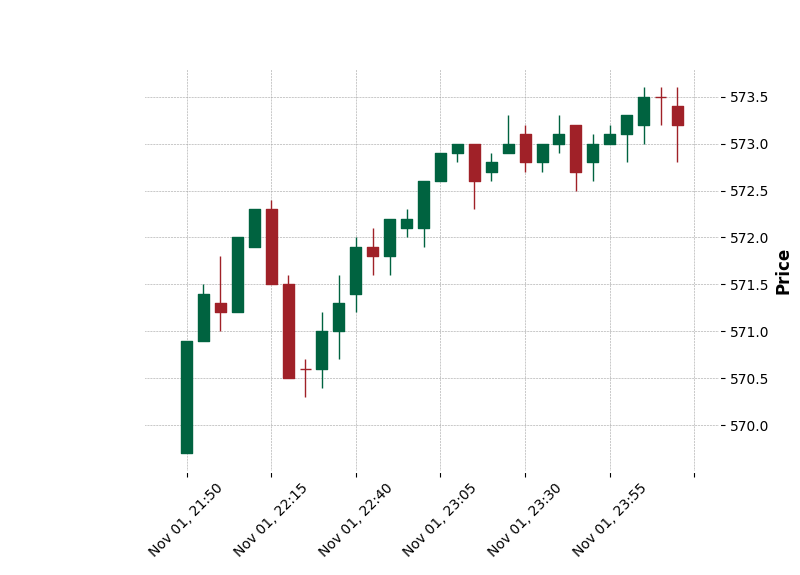 573.5
573.0
572.5
572.0
571.5
571.0
570.5
570.0
Price
Nov 01, 21:50
Nov 01, 22:15
Nov 01, 22:40
Nov 01, 23:05
Nov 01, 23:30
Nov 01, 23:55